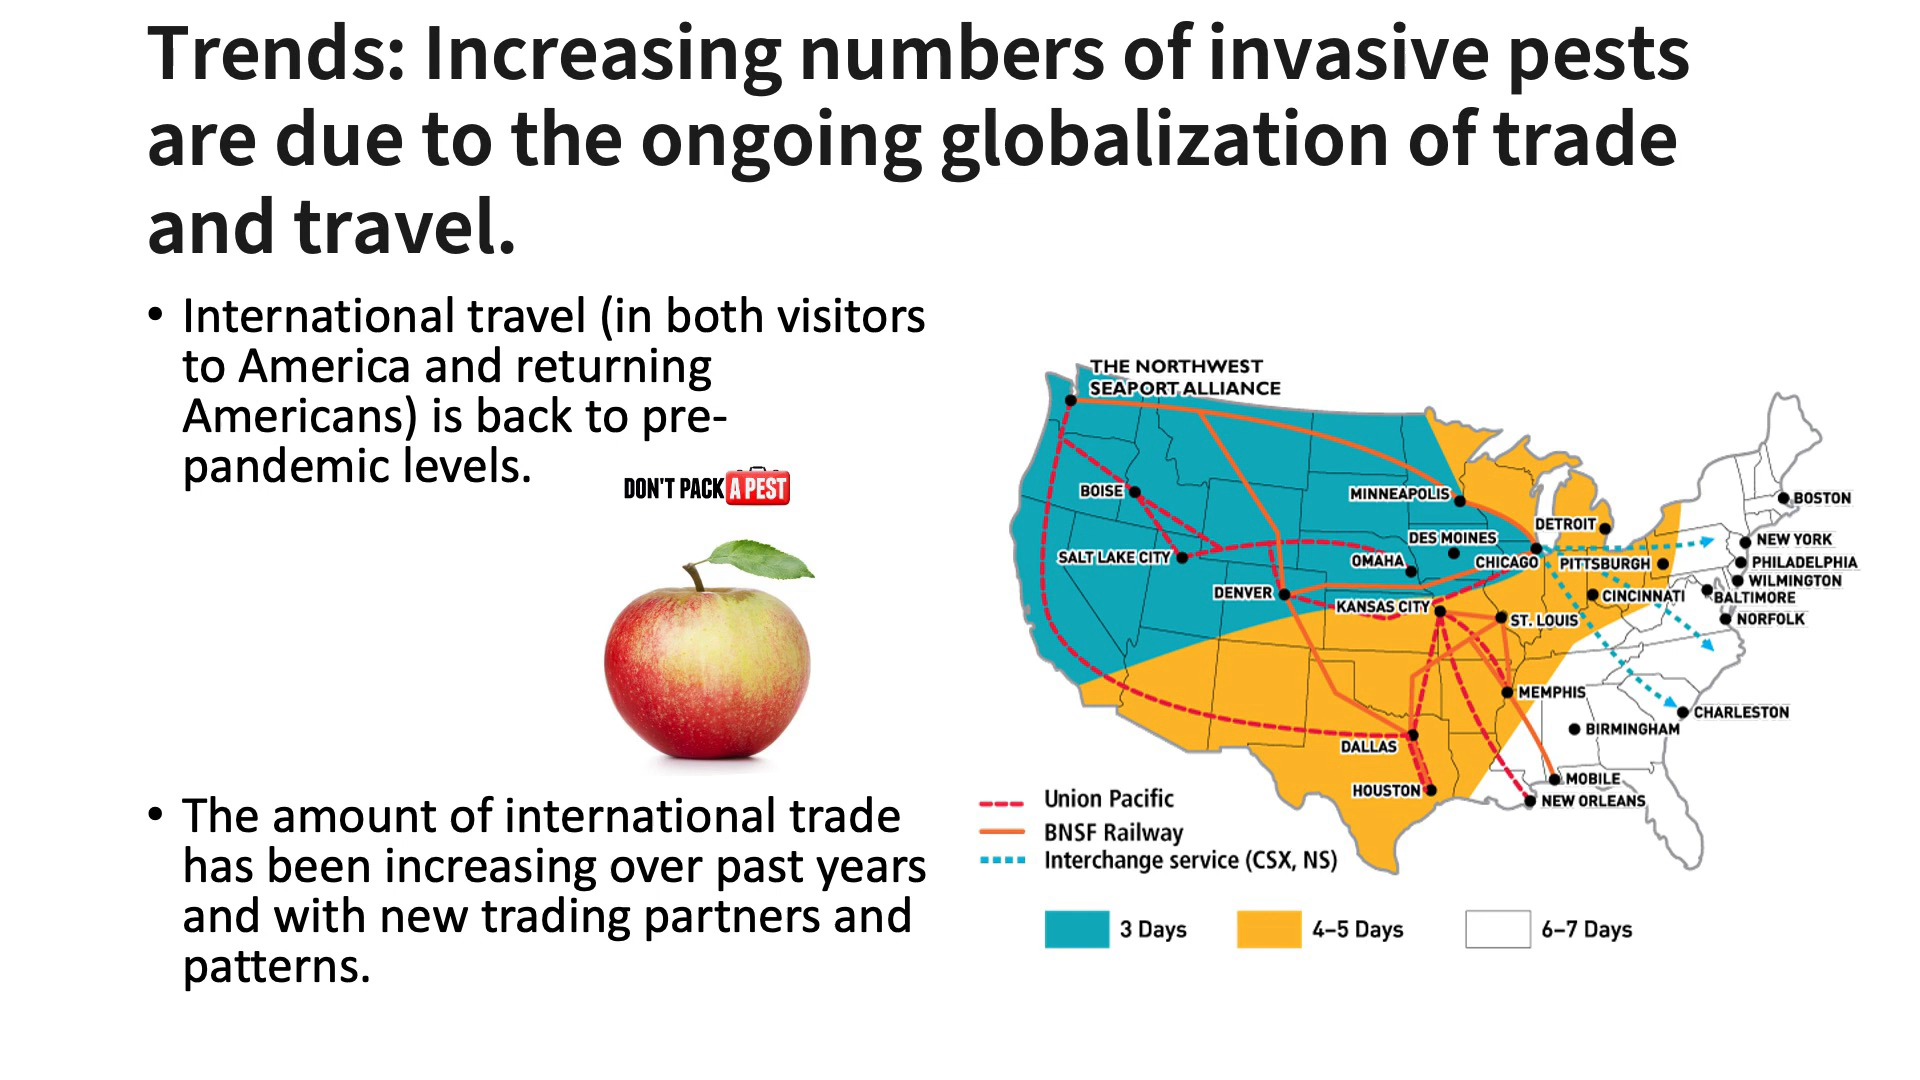 Trends: Increasing numbers of invasive pests
are due to the ongoing globalization of trade
and travel.
• International travel (in both visitors
to America and returning
Americans) is back to pre-
pandemic levels.
DON'T PACK A PEST
• The amount of international trade
has been increasing over past years
and with new trading partners and
patterns.
THE NORTHWEST
SEAPORT ALLIANCE
BOISE
MINNEAPOLIS
BOSTON
DETROIT
DES MOINES
NEW YORK
SALT LAKE CITY
OMAHA
CHICAGO
PITTSBURGH
PHILADELPHIA
WILMINGTON
DENVER
KANSAS CITY
CINCINNATI
BALTIMORE
ST. LOUIS
NORFOLK
MEMPHIS
CHARLESTON
BIRMINGHAM
DALLAS
MOBILE
HOUSTON
NEW ORLEANS
Union Pacific
BNSF Railway
Interchange service (CSX, NS)
3 Days
4–5 Days
6–7 Days